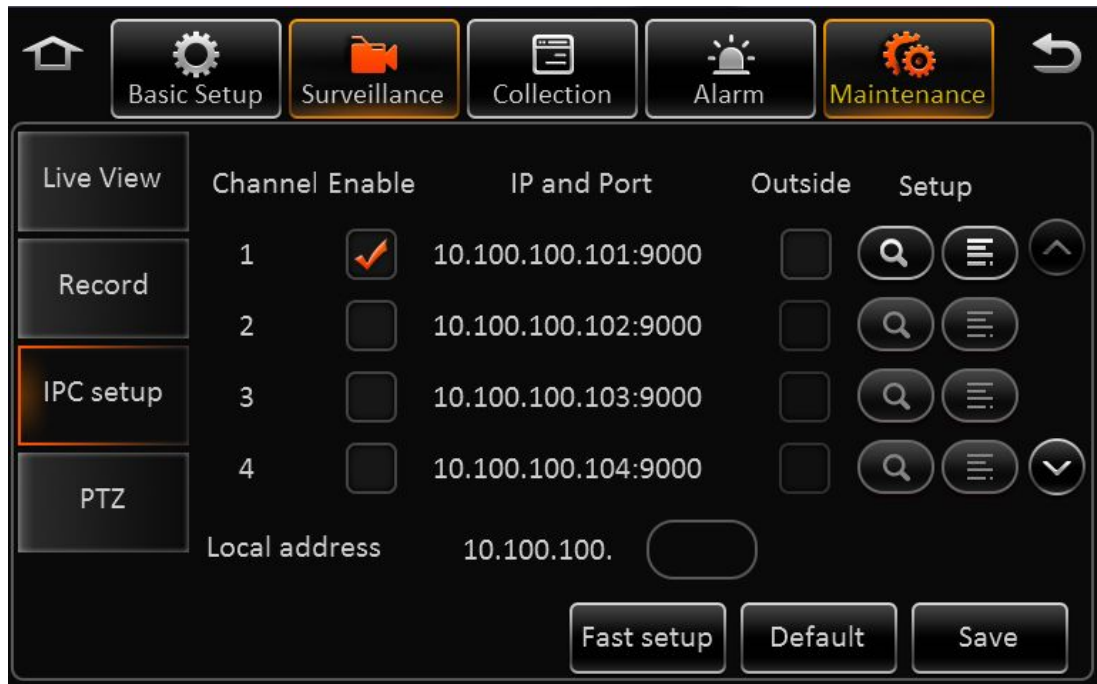 Basic Setup Surveillance Collection Alarm Maintenance
Live View
Record
IPC setup
PTZ
Channel Enable IP and Port Outside Setup
1 10.100.100.101:9000
2 10.100.100.102:9000
3 10.100.100.103:9000
4 10.100.100.104:9000
Local address 10.100.100.
Fast setup Default Save